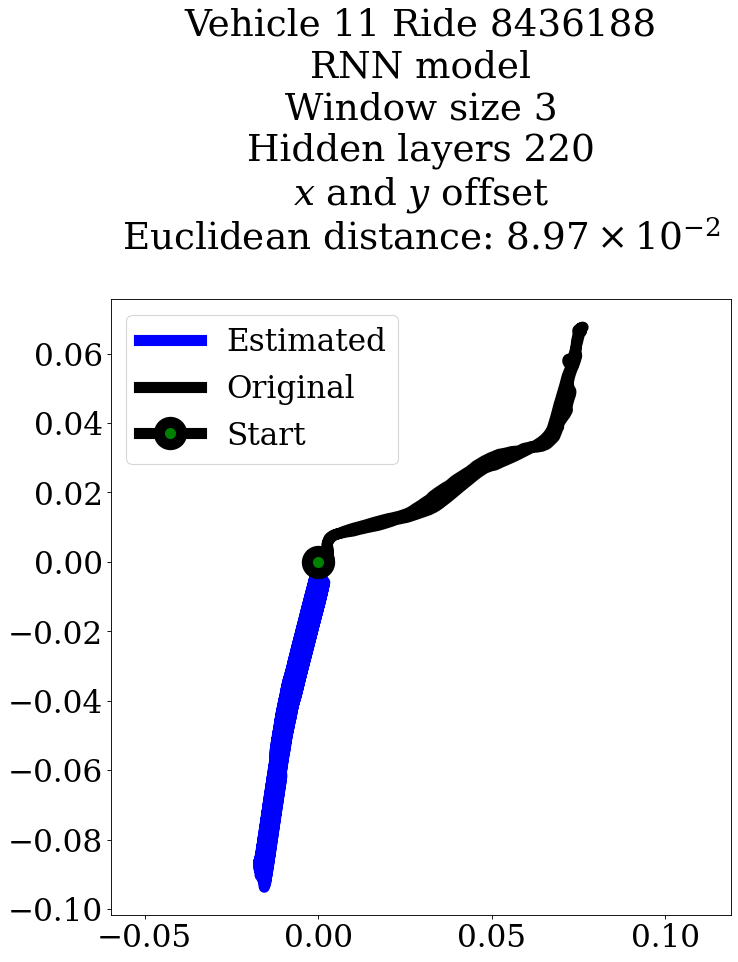 Vehicle 11 Ride 8436188
RNN model
Window size 3
Hidden layers 220
x and y offset
Euclidean distance: 8.97 × 10⁻²
Estimated
Original
Start
0.06
0.04
0.02
0.00
−0.02
−0.04
−0.06
−0.08
−0.10
−0.05 0.00 0.05 0.10